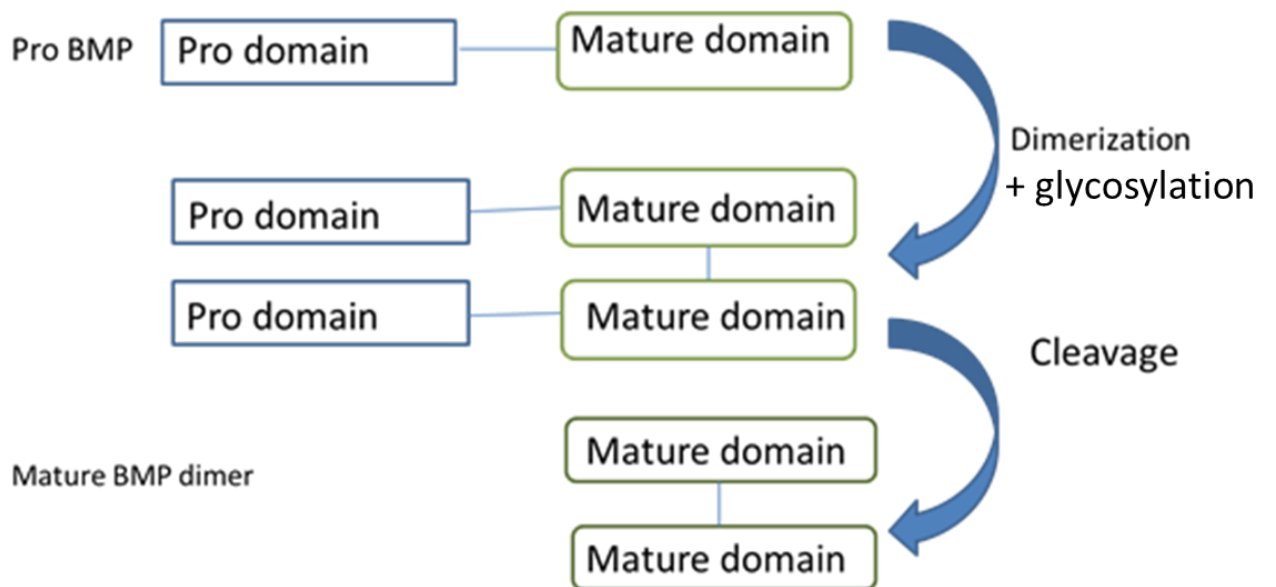 Pro BMP
Pro domain
Mature domain
Dimerization
+ glycosylation
Pro domain
Mature domain
Pro domain
Mature domain
Cleavage
Mature domain
Mature BMP dimer
Mature domain